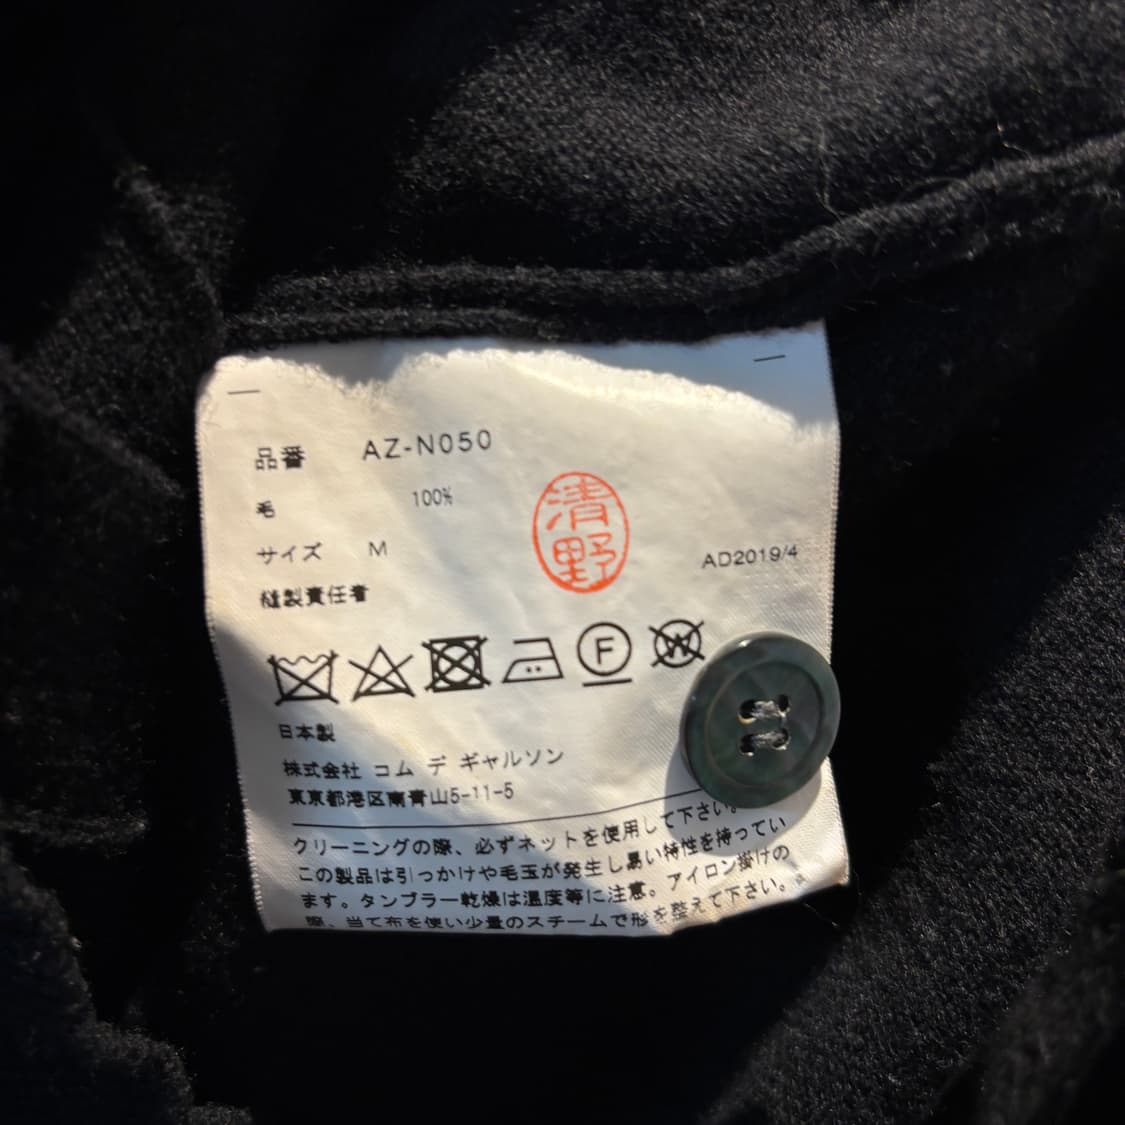 品番 AZ-N050
毛 100%
サイズ M
AD2019/4
縫製責任者
清野
F
W
日本製
株式会社 コム デ ギャルソン
東京都港区南青山5-11-5
クリーニングの際、必ずネットを使用して下さい。
この製品は引っかけや毛玉が発生し易い特性を持ってい
ます。タンブラー乾燥は温度等に注意。アイロン掛けの
際、当て布を使い少量のスチームで形を整えて下さい。